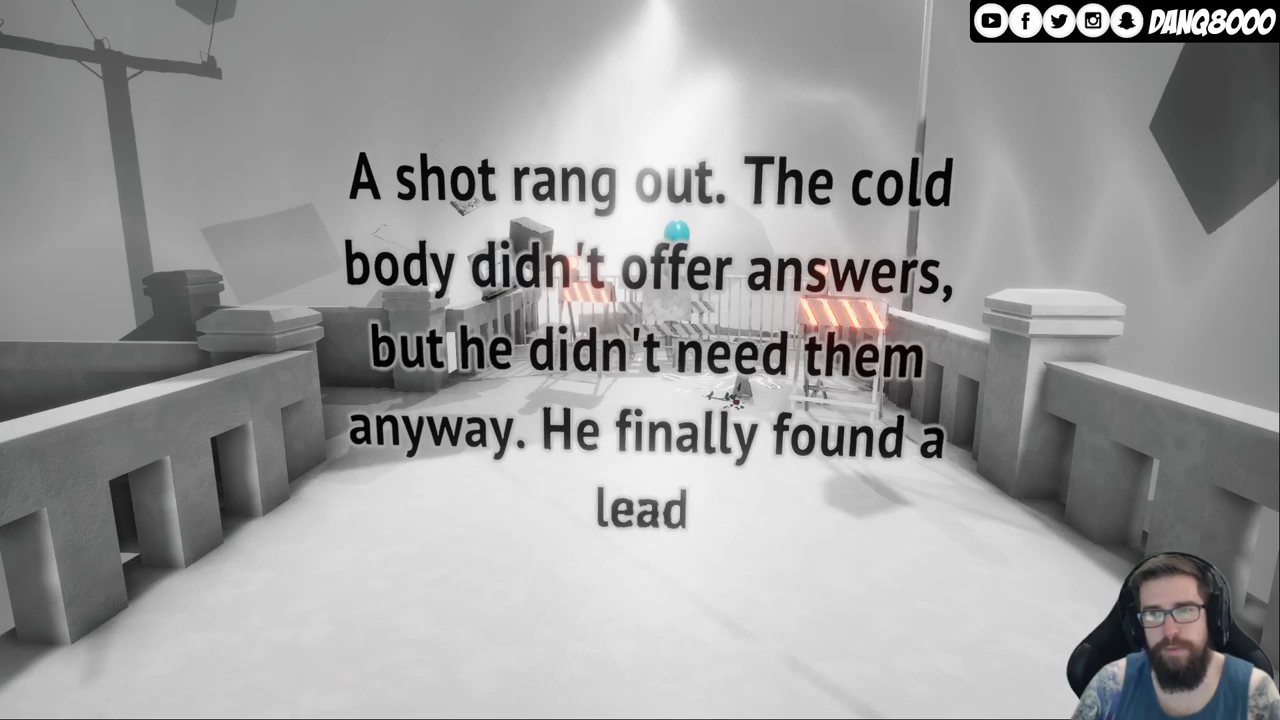 DANQ8000
A shot rang out. The cold
body didn't offer answers,
but he didn't need them
anyway. He finally found a
lead